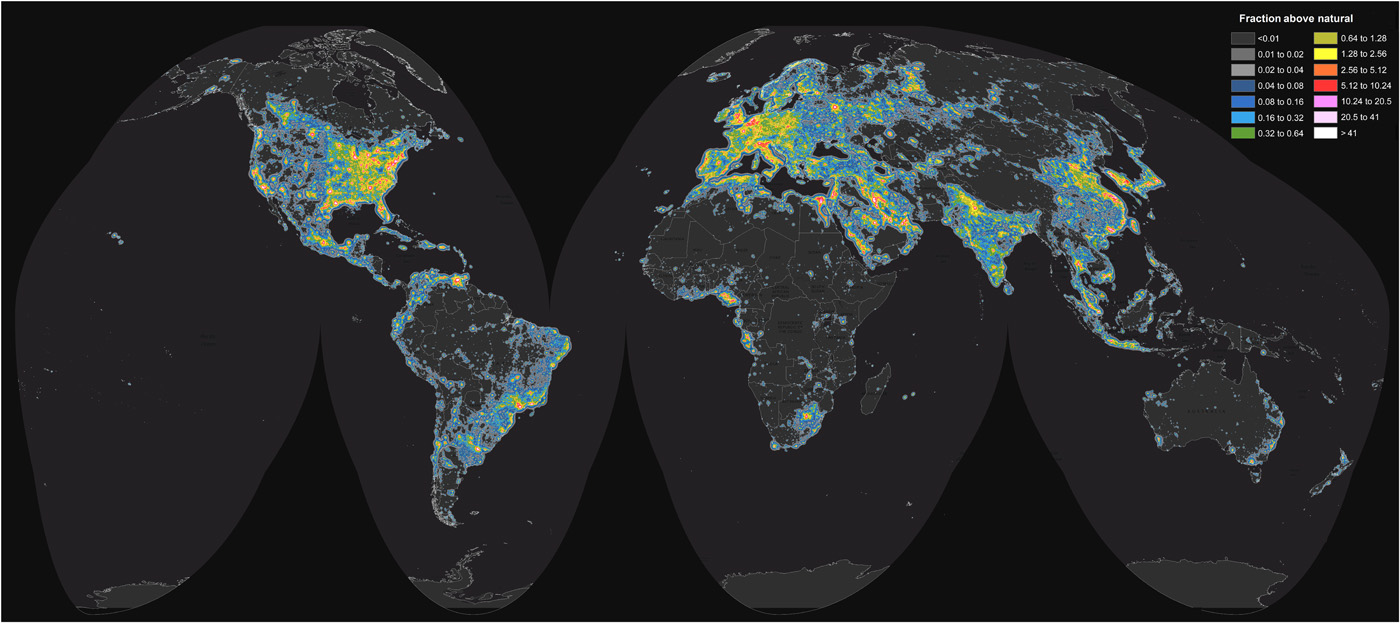 Fraction above natural
<0.01
0.01 to 0.02
0.02 to 0.04
0.04 to 0.08
0.08 to 0.16
0.16 to 0.32
0.32 to 0.64
0.64 to 1.28
1.28 to 2.56
2.56 to 5.12
5.12 to 10.24
10.24 to 20.5
20.5 to 41
> 41